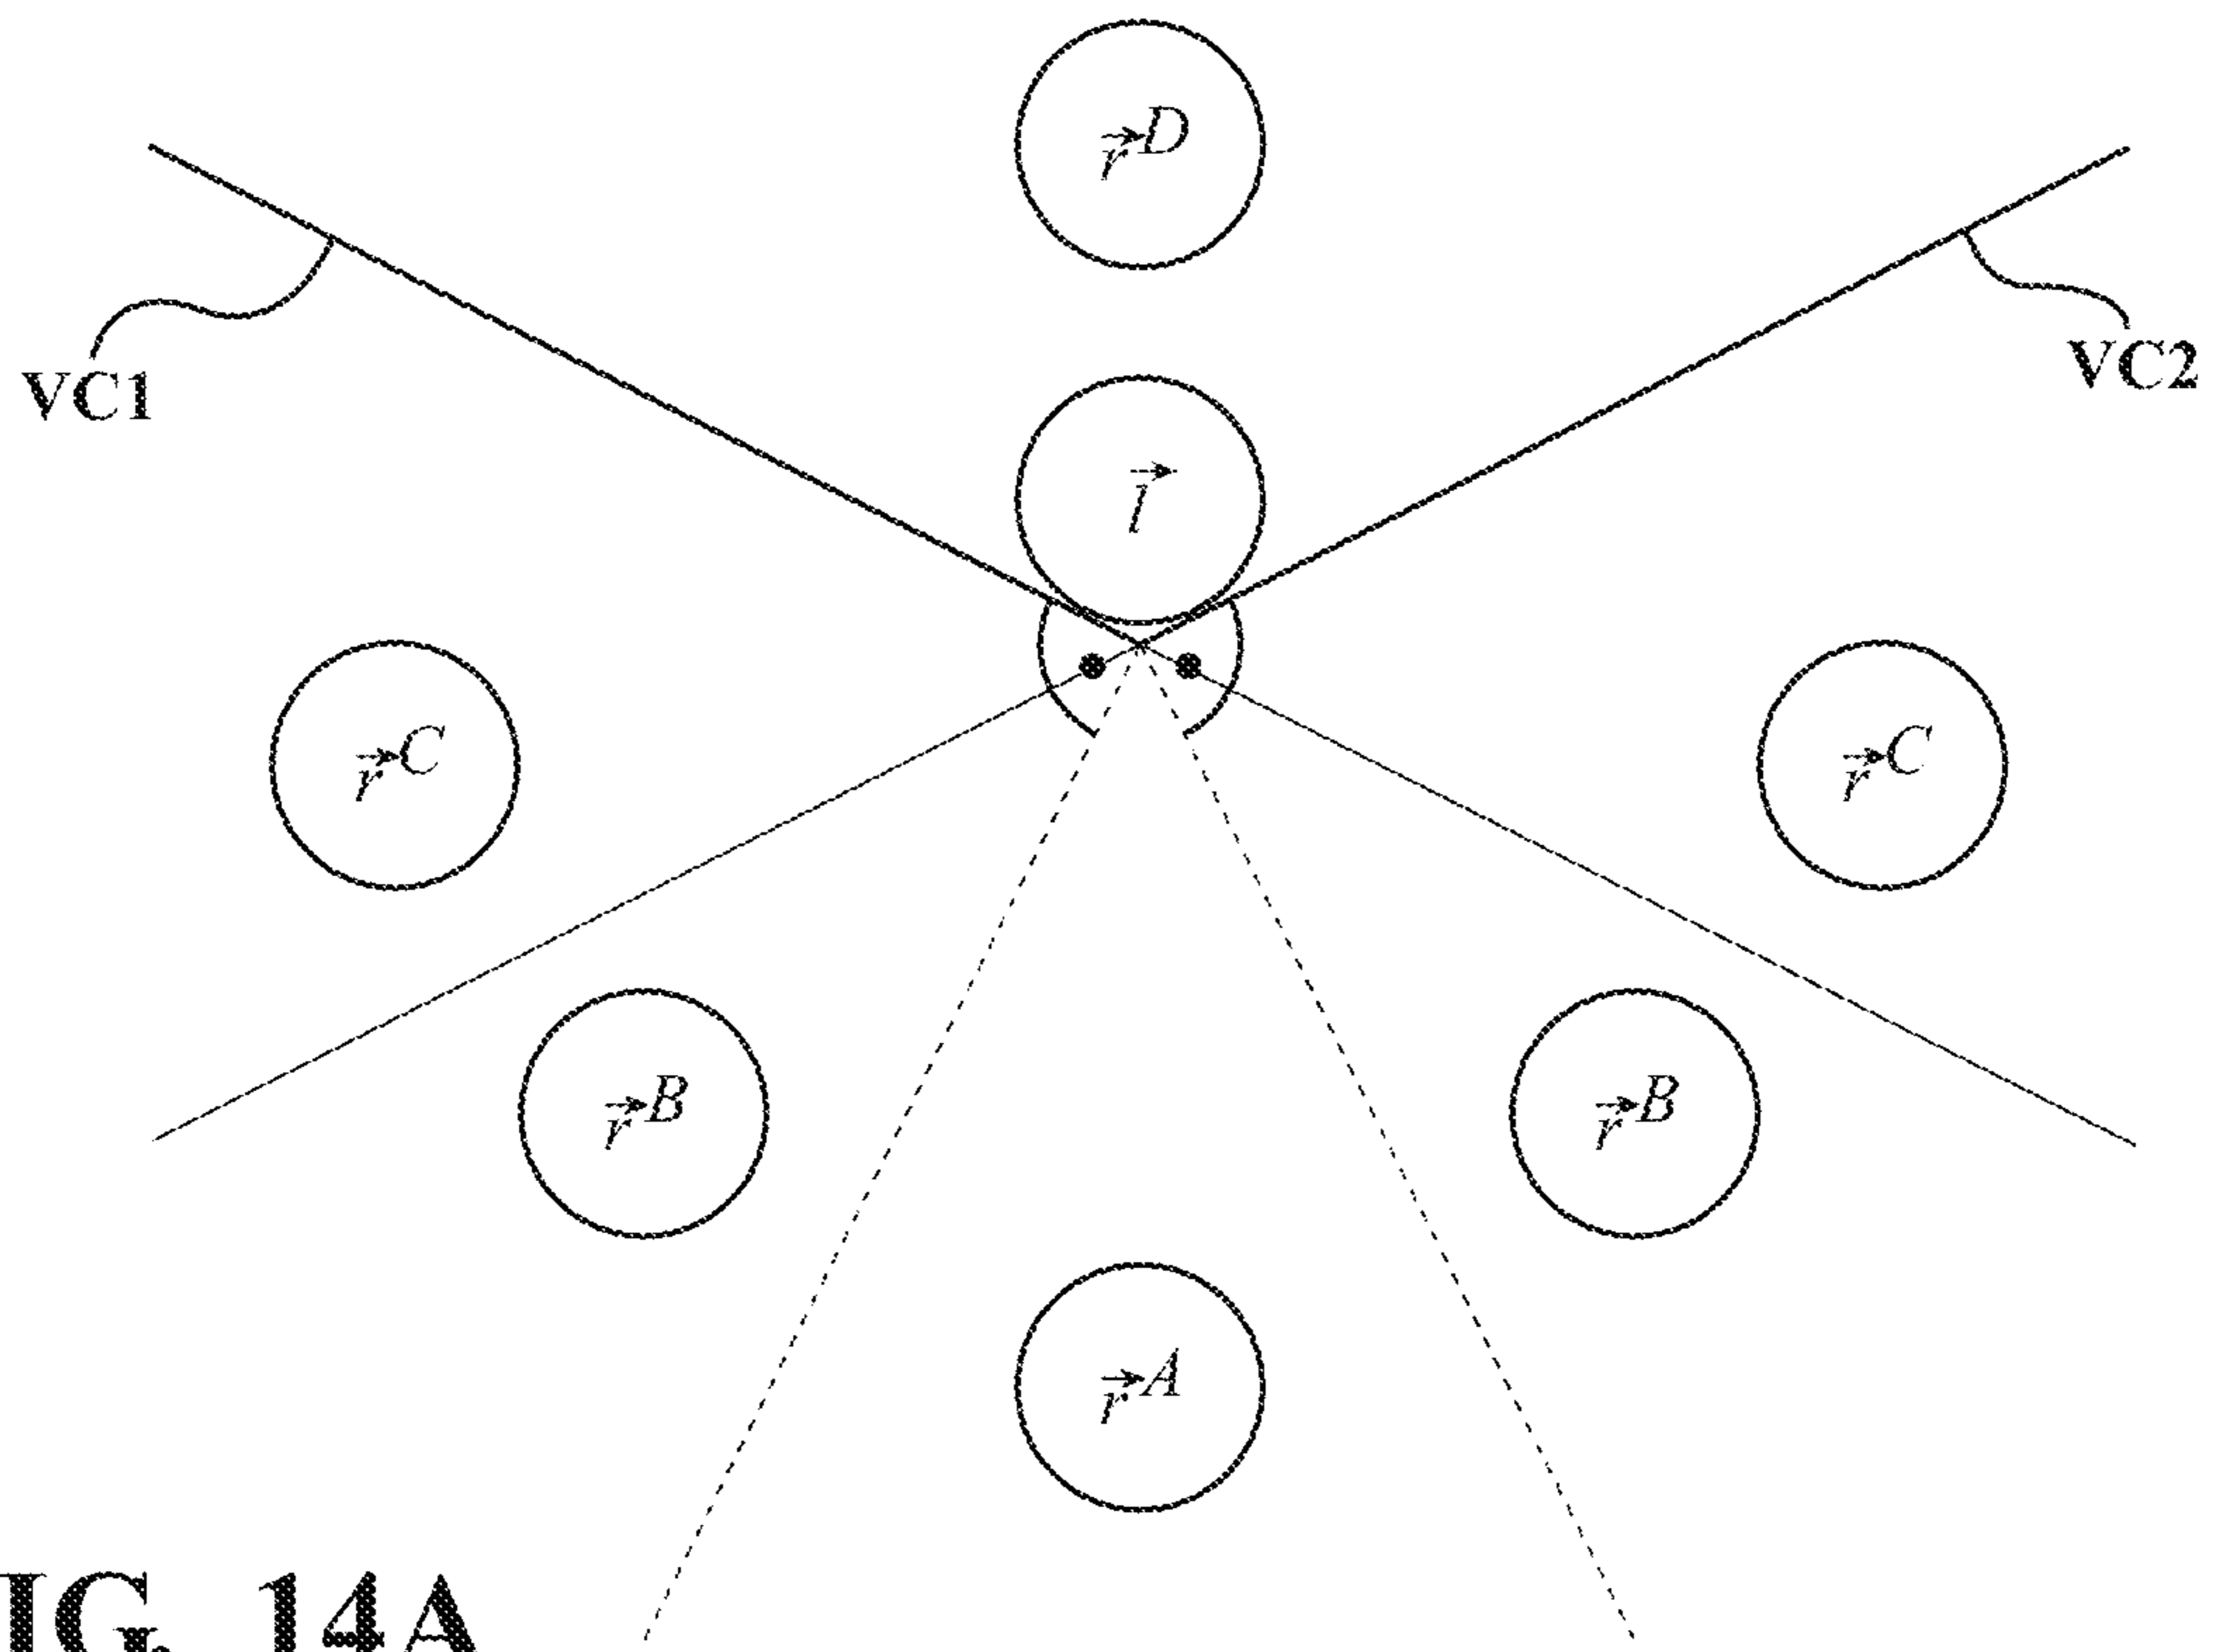 r⃗ D
VC1
VC2
l⃗
r⃗ C
r⃗ C
r⃗ B
r⃗ B
r⃗ A
IG. 14A